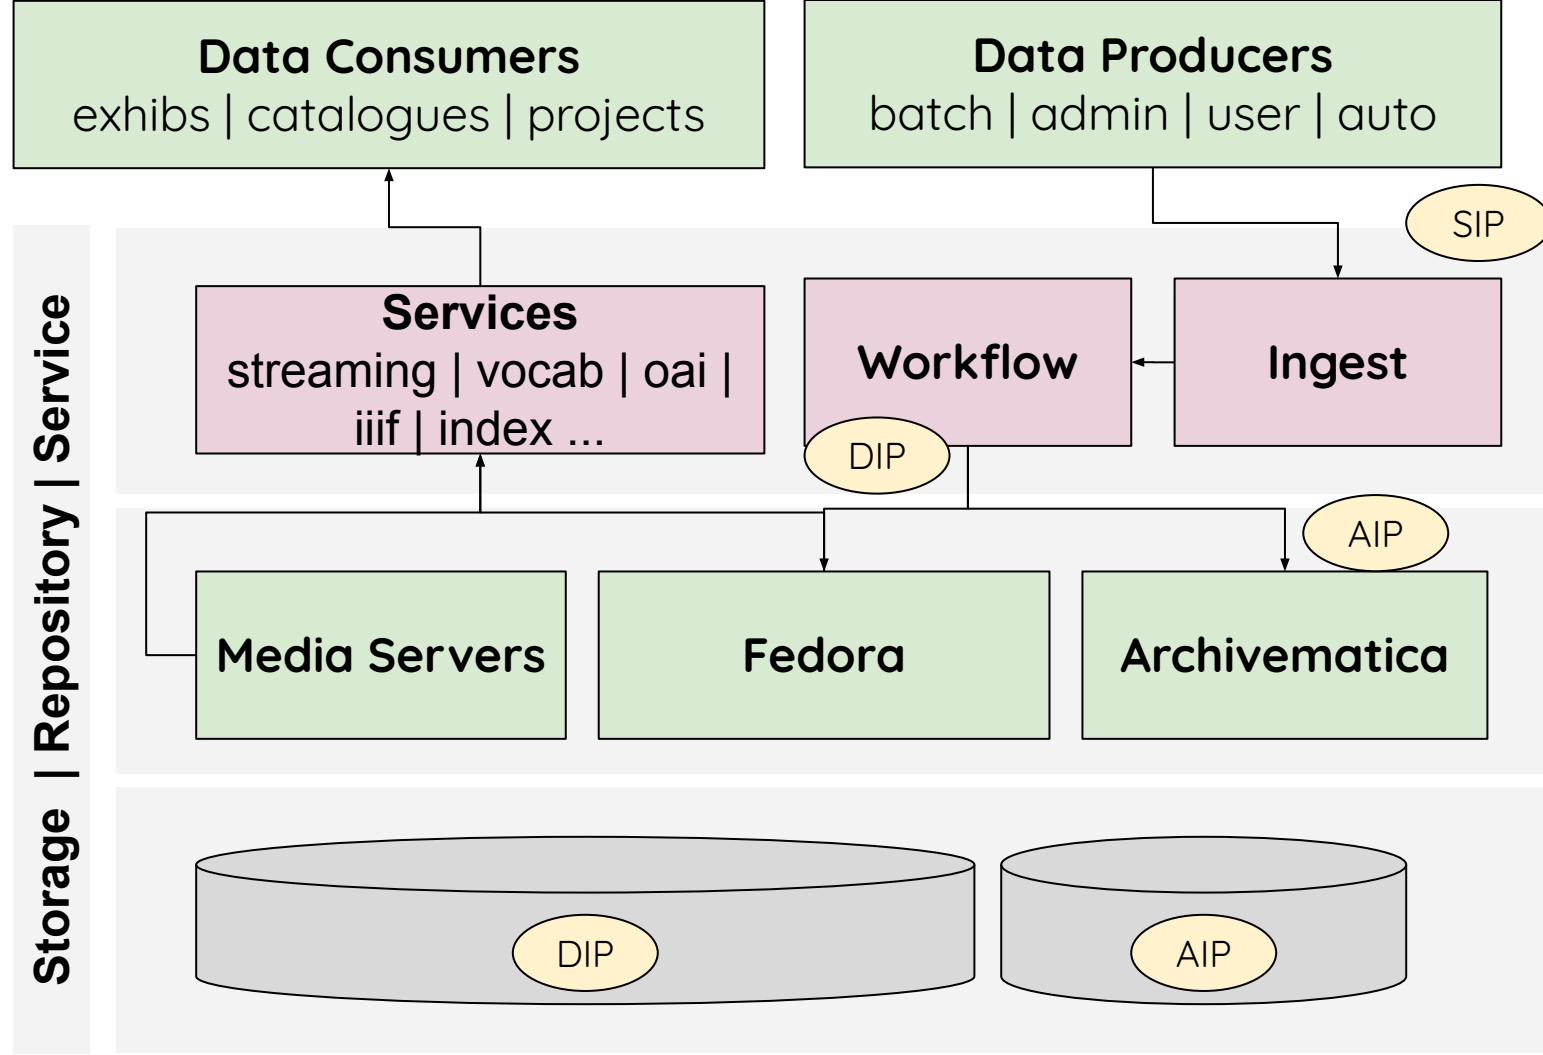 Data Consumers
exhibs | catalogues | projects
Data Producers
batch | admin | user | auto
SIP
Storage | Repository | Service
Services
streaming | vocab | oai |
iiif | index ...
Workflow
Ingest
DIP
AIP
Media Servers
Fedora
Archivematica
DIP
AIP